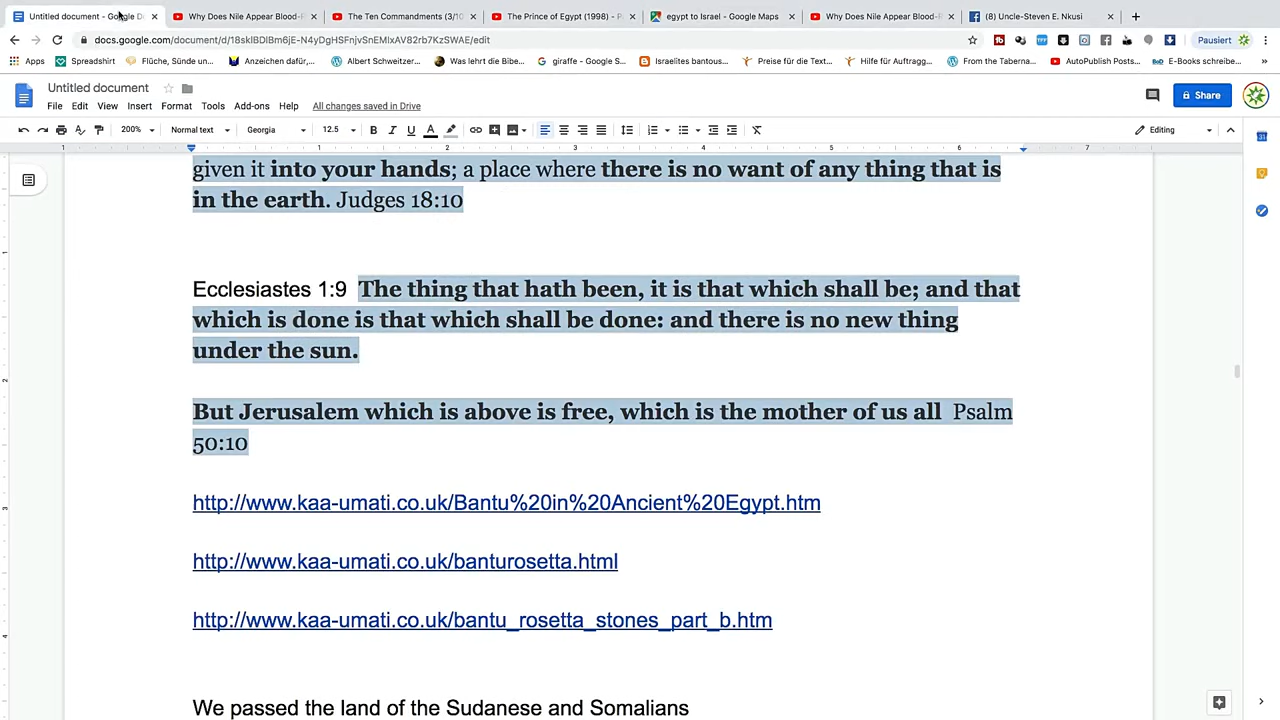 Untitled document - Google D
Why Does Nile Appear Blood-R
The Ten Commandments (3/10
The Prince of Egypt (1998) - P
egypt to Israel - Google Maps
Why Does Nile Appear Blood-R
(8) Uncle-Steven E. Nkusi
docs.google.com/document/d/18sklBDlBm6jE-N4yDgHSFnjvSnEMIxAV82rb7KzSWAE/edit
Pausiert
Apps
Spreadshirt
Flüche, Sünde un...
Anzeichen dafür,...
Albert Schweitzer...
Was lehrt die Bibe...
giraffe - Google S...
Israelites bantous...
Preise für die Text...
Hilfe für Auftragg...
From the Taberna...
AutoPublish Posts...
E-Books schreibe...
Untitled document
File Edit View Insert Format Tools Add-ons Help All changes saved in Drive
Share
200% Normal text Georgia 12.5 B I U A Editing
1 1 2 3 4 5 6 7
given it into your hands; a place where there is no want of any thing that is
in the earth. Judges 18:10
Ecclesiastes 1:9 The thing that hath been, it is that which shall be; and that
which is done is that which shall be done: and there is no new thing
under the sun.
But Jerusalem which is above is free, which is the mother of us all Psalm
50:10
http://www.kaa-umati.co.uk/Bantu%20in%20Ancient%20Egypt.htm
http://www.kaa-umati.co.uk/banturosetta.html
http://www.kaa-umati.co.uk/bantu_rosetta_stones_part_b.htm
We passed the land of the Sudanese and Somalians